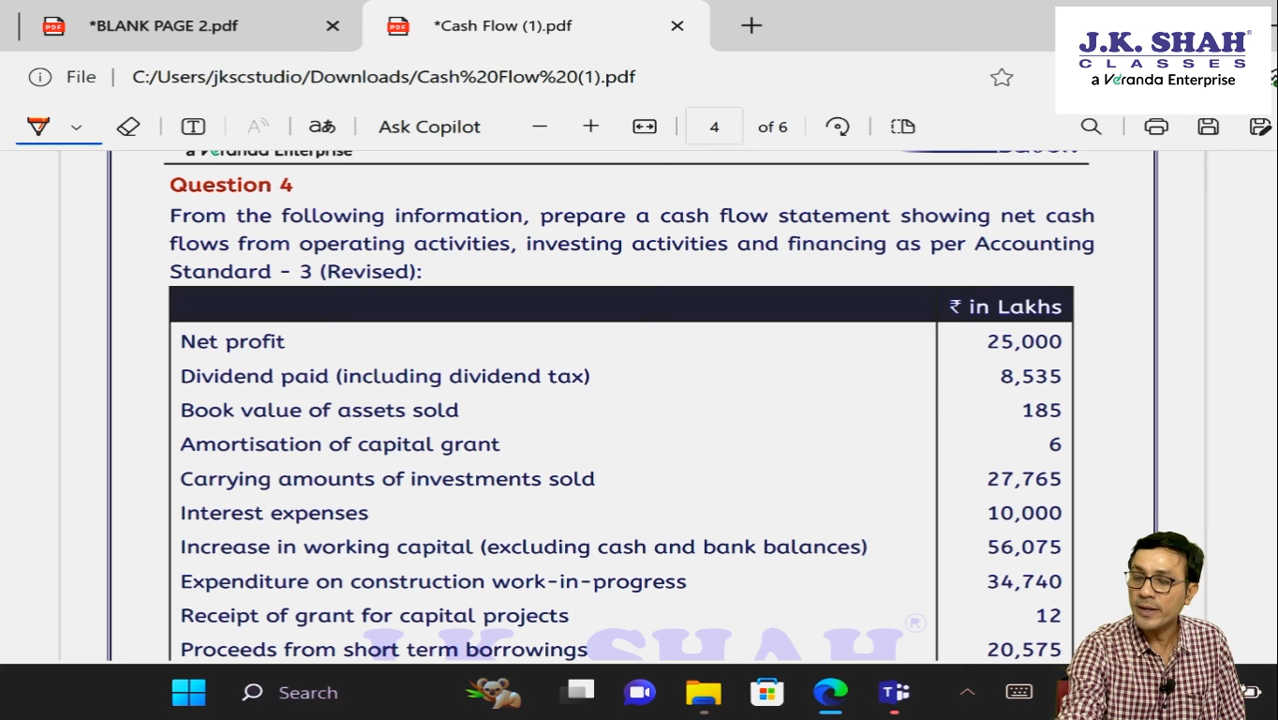 *BLANK PAGE 2.pdf
*Cash Flow (1).pdf
J.K. SHAH®
CLASSES
a Veranda Enterprise
File
C:/Users/jkscstudio/Downloads/Cash%20Flow%20(1).pdf
aあ
Ask Copilot
4
of 6
a Veranda Enterprise
Question 4
From the following information, prepare a cash flow statement showing net cash
flows from operating activities, investing activities and financing as per Accounting
Standard - 3 (Revised):
₹ in Lakhs
Net profit 25,000
Dividend paid (including dividend tax) 8,535
Book value of assets sold 185
Amortisation of capital grant 6
Carrying amounts of investments sold 27,765
Interest expenses 10,000
Increase in working capital (excluding cash and bank balances) 56,075
Expenditure on construction work-in-progress 34,740
Receipt of grant for capital projects 12
Proceeds from short term borrowings 20,575
J.K. SHAH®
Search